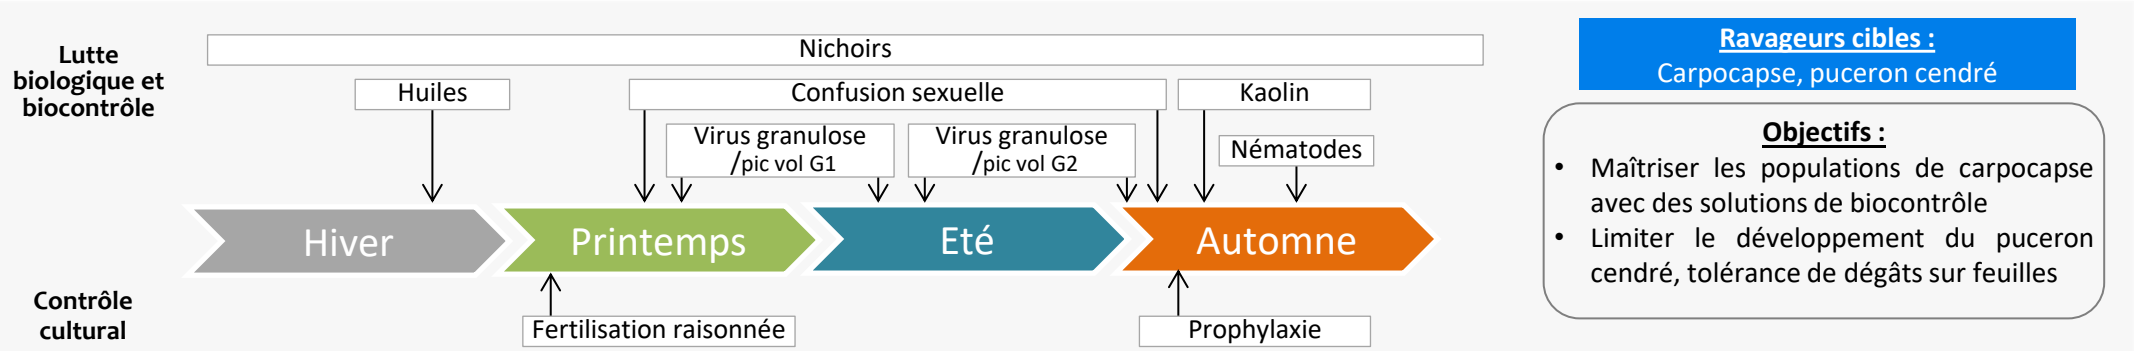 Lutte
biologique et
biocontrôle
Nichoirs
Huiles
Confusion sexuelle
Kaolin
Virus granulose
/pic vol G1
Virus granulose
/pic vol G2
Nématodes
Hiver
Printemps
Eté
Automne
Contrôle
cultural
Fertilisation raisonnée
Prophylaxie
Ravageurs cibles :
Carpocapse, puceron cendré
Objectifs :
• Maîtriser les populations de carpocapse
avec des solutions de biocontrôle
• Limiter le développement du puceron
cendré, tolérance de dégâts sur feuilles